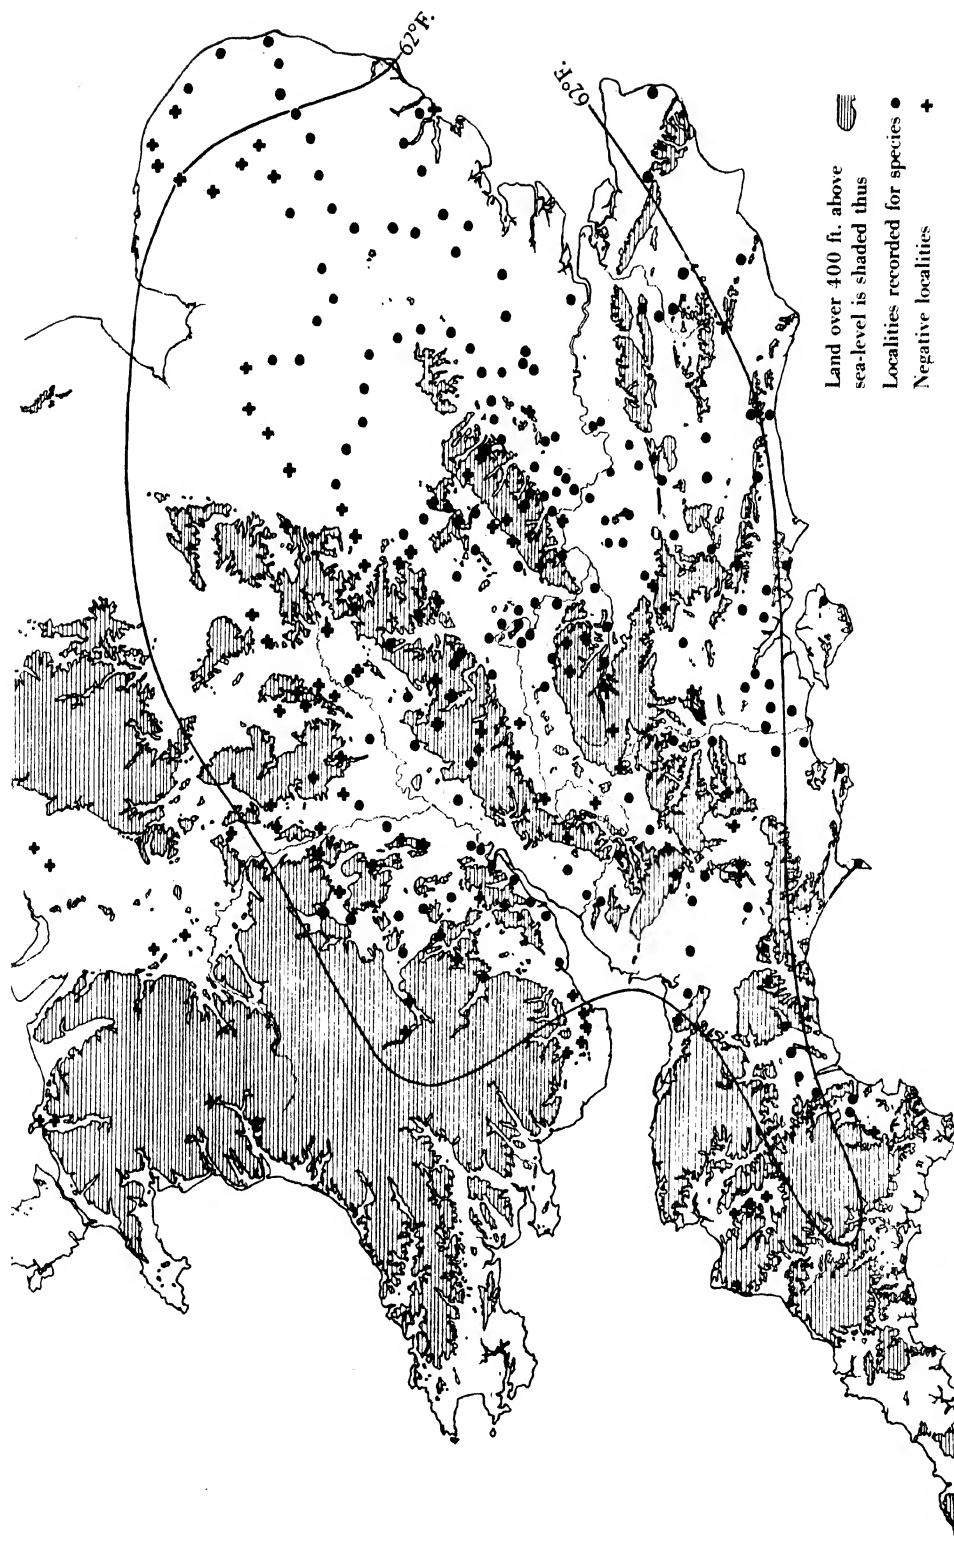 62°F.
62°F.
Land over 400 ft. above
sea-level is shaded thus
Localities recorded for species ●
Negative localities +